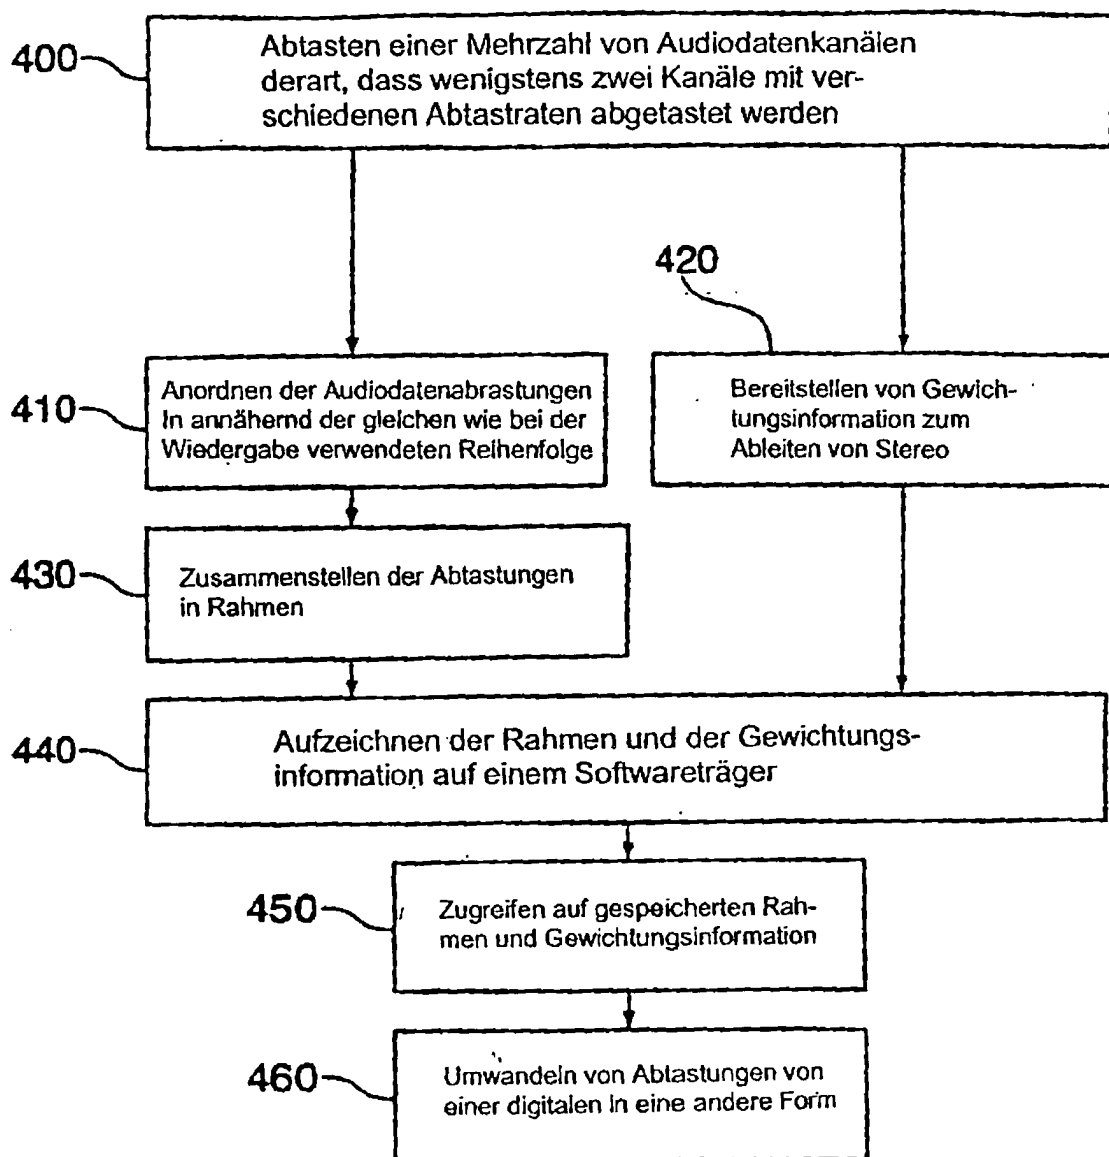 400
Abtasten einer Mehrzahl von Audiodatenkanälen
derart, dass wenigstens zwei Kanäle mit ver-
schiedenen Abtastraten abgetastet werden
420
410
Anordnen der Audiodatenabrastungen
In annähernd der gleichen wie bei der
Wiedergabe verwendeten Reihenfolge
Bereitstellen von Gewich-
tungsinformation zum
Ableiten von Stereo
430
Zusammenstellen der Abtastungen
in Rahmen
440
Aufzeichnen der Rahmen und der Gewichtungs-
information auf einem Softwareträger
450
Zugreifen auf gespeicherten Rah-
men und Gewichtungsinformation
460
Umwandeln von Abtastungen von
einer digitalen in eine andere Form